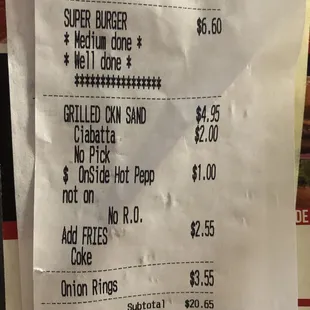 SUPER BURGER $6.60
* Medium done *
* Well done *
****************
GRILLED CKN SAND $4.95
Ciabatta $2.00
No Pick
$ OnSide Hot Pepp $1.00
not on
No R.O.
Add FRIES $2.55
Coke
Onion Rings $3.55
Subtotal $20.65
DE